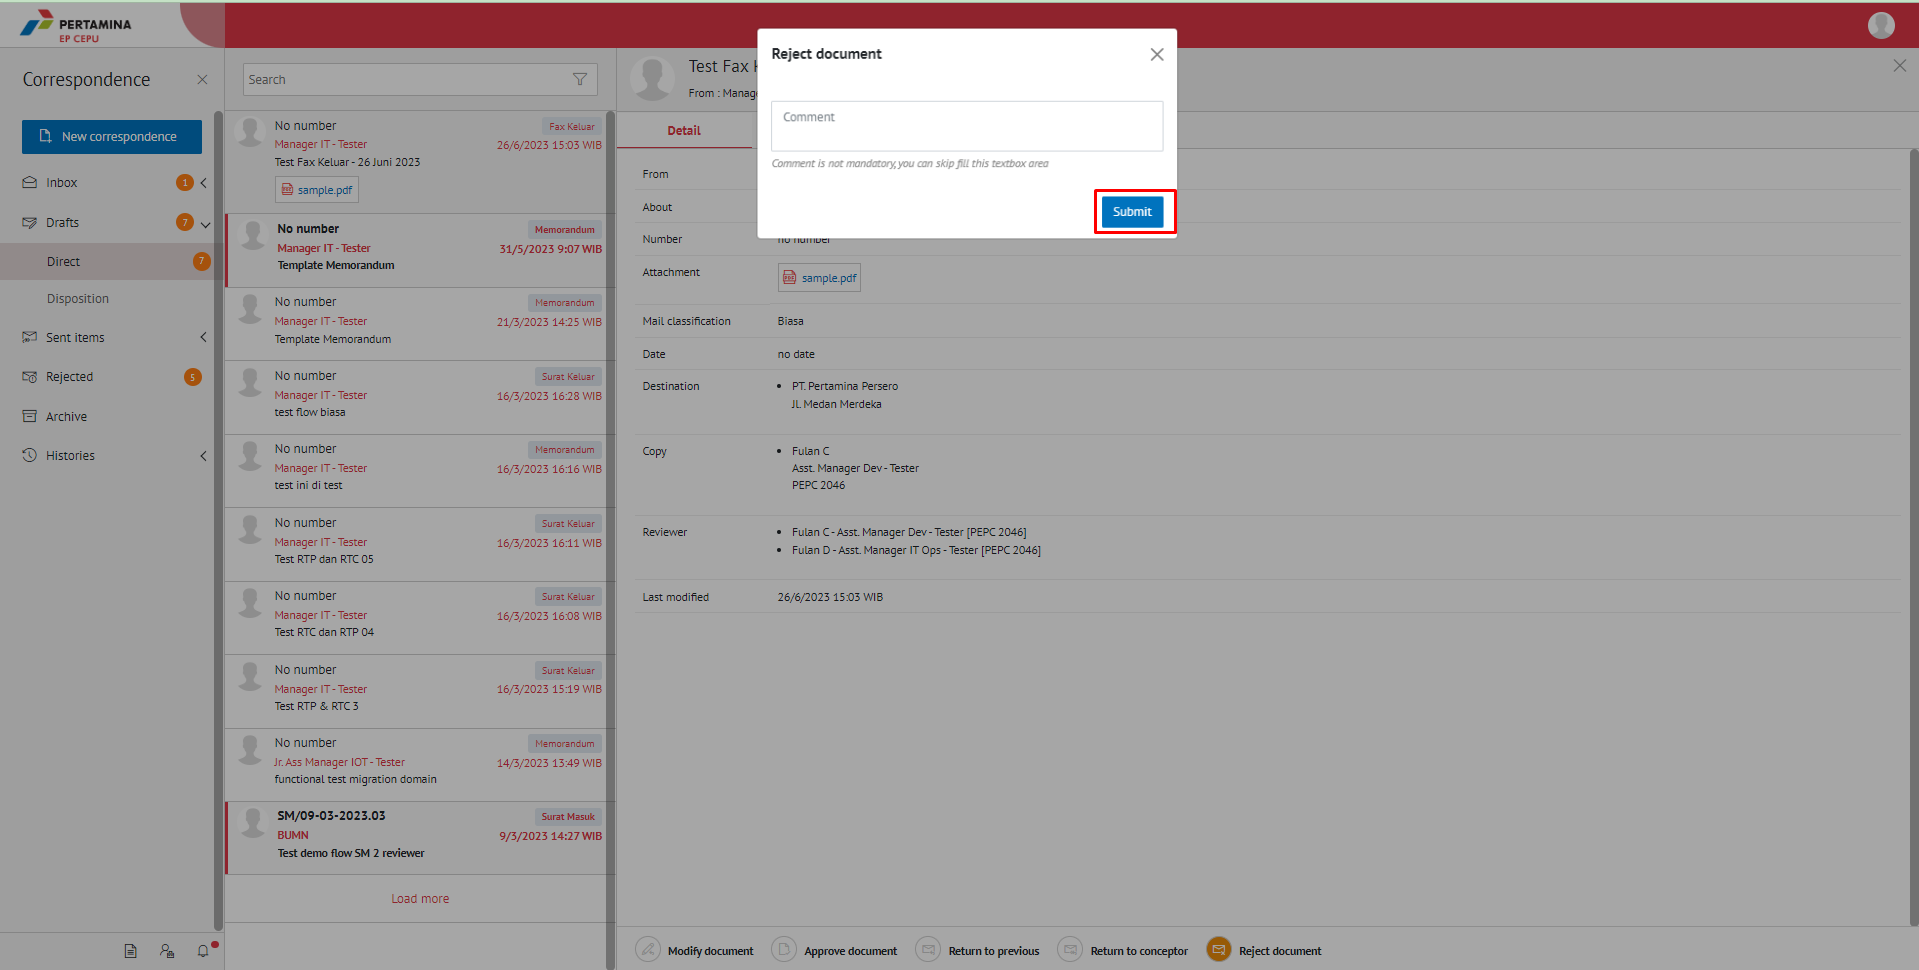 PERTAMINA
EP CEPU
Correspondence
New correspondence
Inbox
1
Drafts
7
Direct
7
Disposition
Sent items
Rejected
5
Archive
Histories
Search
No number
Fax Keluar
Manager IT - Tester
26/6/2023 15:03 WIB
Test Fax Keluar - 26 Juni 2023
sample.pdf
No number
Memorandum
Manager IT - Tester
31/5/2023 9:07 WIB
Template Memorandum
No number
Memorandum
Manager IT - Tester
21/3/2023 14:25 WIB
Template Memorandum
No number
Surat Keluar
Manager IT - Tester
16/3/2023 16:28 WIB
test flow biasa
No number
Memorandum
Manager IT - Tester
16/3/2023 16:16 WIB
test ini di test
No number
Surat Keluar
Manager IT - Tester
16/3/2023 16:11 WIB
Test RTP dan RTC 05
No number
Surat Keluar
Manager IT - Tester
16/3/2023 16:08 WIB
Test RTC dan RTP 04
No number
Surat Keluar
Manager IT - Tester
16/3/2023 15:19 WIB
Test RTP & RTC 3
No number
Memorandum
Jr. Ass Manager IOT - Tester
14/3/2023 13:49 WIB
functional test migration domain
SM/09-03-2023.03
Surat Masuk
BUMN
9/3/2023 14:27 WIB
Test demo flow SM 2 reviewer
Load more
Test Fax
From : Manag
Detail
Reject document
Comment
Comment is not mandatory, you can skip fill this textbox area
Submit
From
About
Number
no number
Attachment
sample.pdf
Mail classification
Biasa
Date
no date
Destination
• PT. Pertamina Persero
Jl. Medan Merdeka
Copy
• Fulan C
Asst. Manager Dev - Tester
PEPC 2046
Reviewer
• Fulan C - Asst. Manager Dev - Tester [PEPC 2046]
• Fulan D - Asst. Manager IT Ops - Tester [PEPC 2046]
Last modified
26/6/2023 15:03 WIB
Modify document
Approve document
Return to previous
Return to conceptor
Reject document